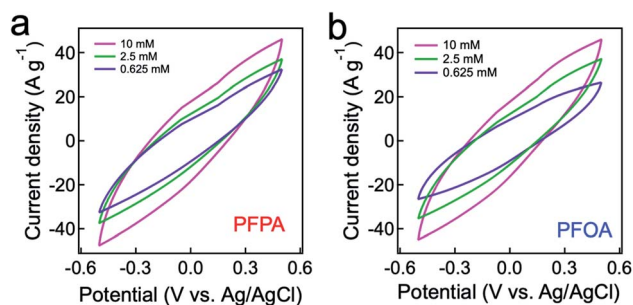 a
10 mM
2.5 mM
0.625 mM
40
20
0
-20
-40
Current density (A g-1)
PFPA
-0.6
-0.3
0.0
0.3
0.6
Potential (V vs. Ag/AgCl)
b
10 mM
2.5 mM
0.625 mM
40
20
0
-20
-40
Current density (A g-1)
PFOA
-0.6
-0.3
0.0
0.3
0.6
Potential (V vs. Ag/AgCl)